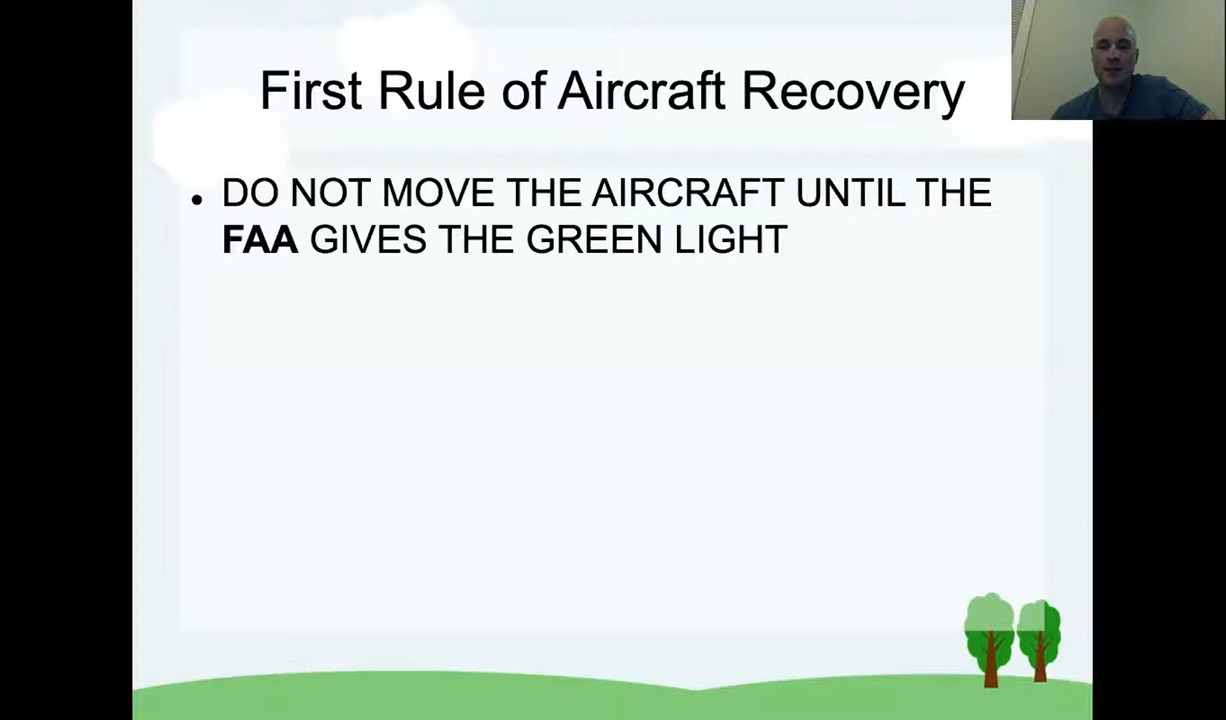 First Rule of Aircraft Recovery
• DO NOT MOVE THE AIRCRAFT UNTIL THE
FAA GIVES THE GREEN LIGHT